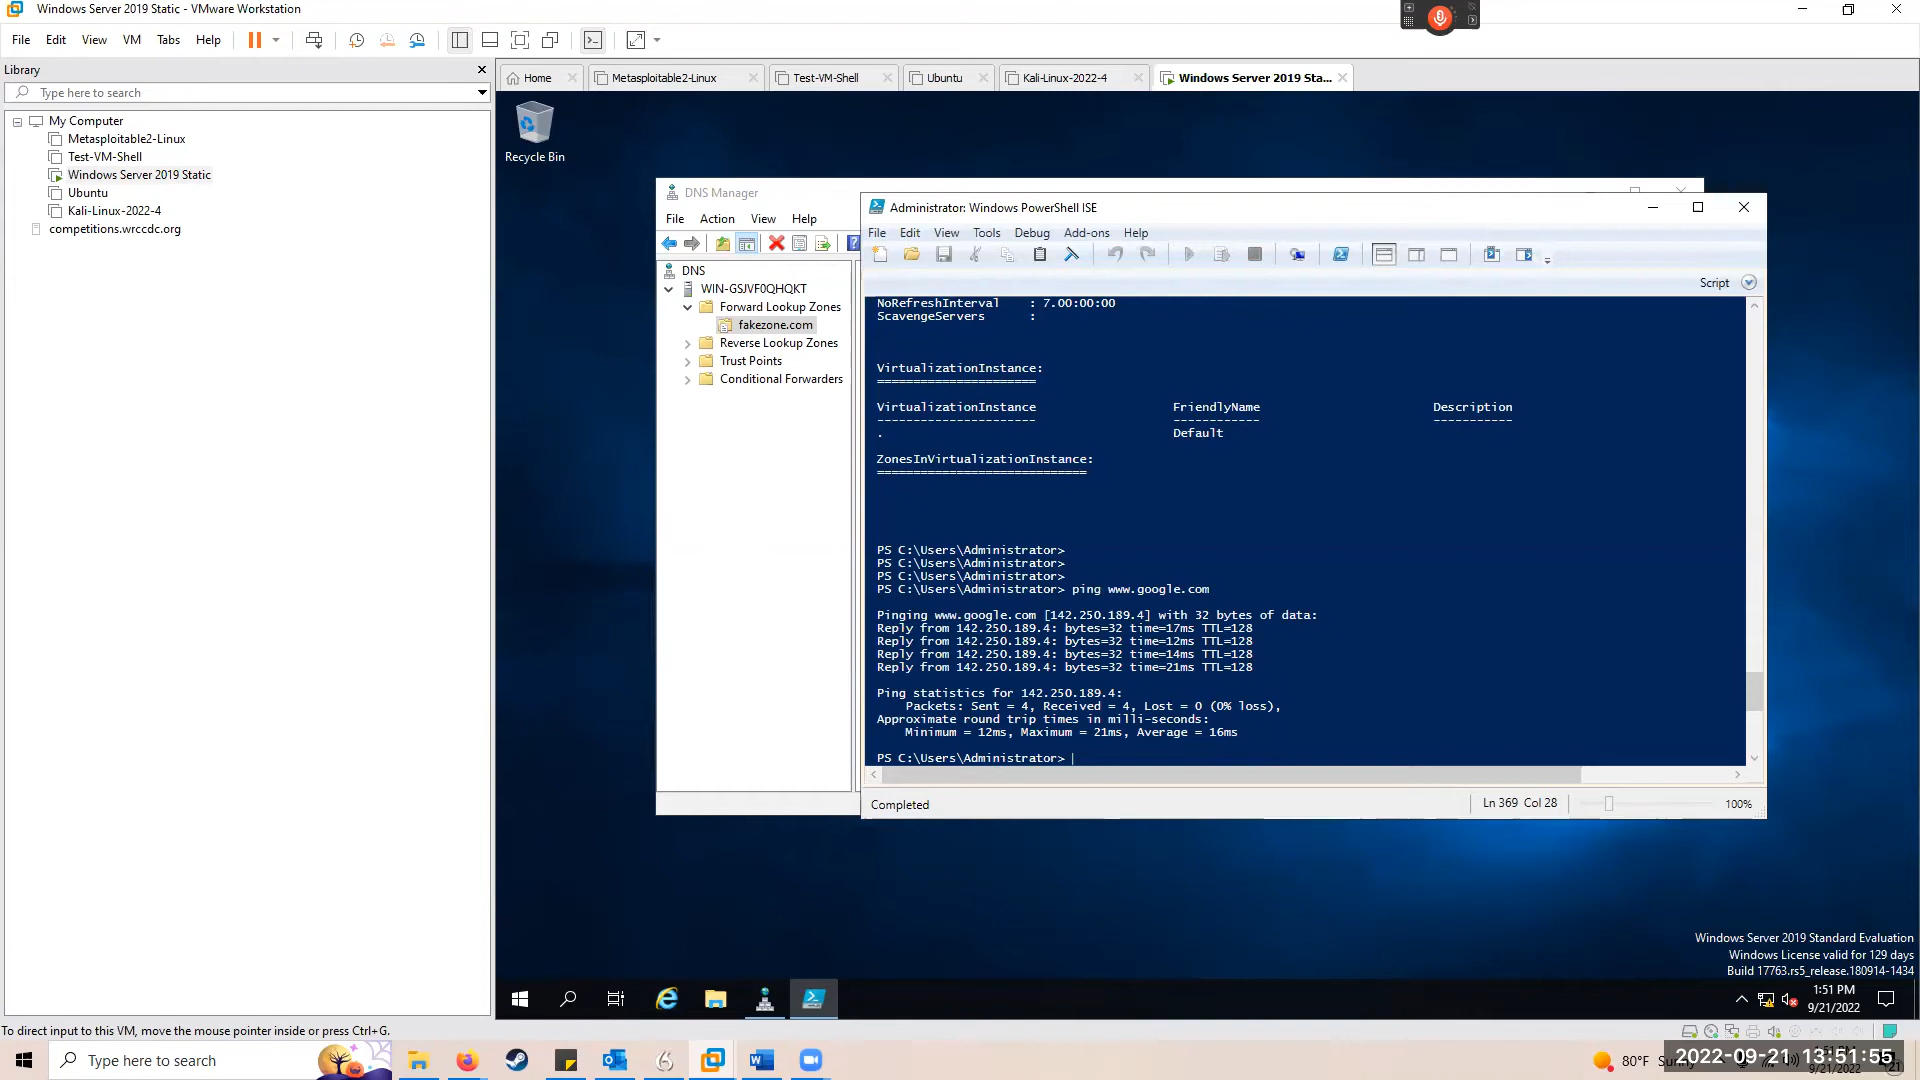 Windows Server 2019 Static - VMware Workstation
File Edit View VM Tabs Help
Library
Type here to search
My Computer
Metasploitable2-Linux
Test-VM-Shell
Windows Server 2019 Static
Ubuntu
Kali-Linux-2022-4
competitions.wrccdc.org
Home Metasploitable2-Linux Test-VM-Shell Ubuntu Kali-Linux-2022-4 Windows Server 2019 Sta...
Recycle Bin
DNS Manager
File Action View Help
DNS
WIN-GSJVF0QHQKT
Forward Lookup Zones
fakezone.com
Reverse Lookup Zones
Trust Points
Conditional Forwarders
Administrator: Windows PowerShell ISE
File Edit View Tools Debug Add-ons Help
Script
NoRefreshInterval : 7.00:00:00
ScavengeServers :
VirtualizationInstance:
======================
VirtualizationInstance FriendlyName Description
---------------------- ------------ -----------
. Default
ZonesInVirtualizationInstance:
=============================
PS C:\Users\Administrator>
PS C:\Users\Administrator>
PS C:\Users\Administrator>
PS C:\Users\Administrator> ping www.google.com
Pinging www.google.com [142.250.189.4] with 32 bytes of data:
Reply from 142.250.189.4: bytes=32 time=17ms TTL=128
Reply from 142.250.189.4: bytes=32 time=12ms TTL=128
Reply from 142.250.189.4: bytes=32 time=14ms TTL=128
Reply from 142.250.189.4: bytes=32 time=21ms TTL=128
Ping statistics for 142.250.189.4:
Packets: Sent = 4, Received = 4, Lost = 0 (0% loss),
Approximate round trip times in milli-seconds:
Minimum = 12ms, Maximum = 21ms, Average = 16ms
PS C:\Users\Administrator>
Completed
Ln 369 Col 28
100%
Windows Server 2019 Standard Evaluation
Windows License valid for 129 days
Build 17763.rs5_release.180914-1434
1:51 PM
9/21/2022
To direct input to this VM, move the mouse pointer inside or press Ctrl+G.
Type here to search
80°F Sunny
2022-09-21 13:51:55
9/21/2022